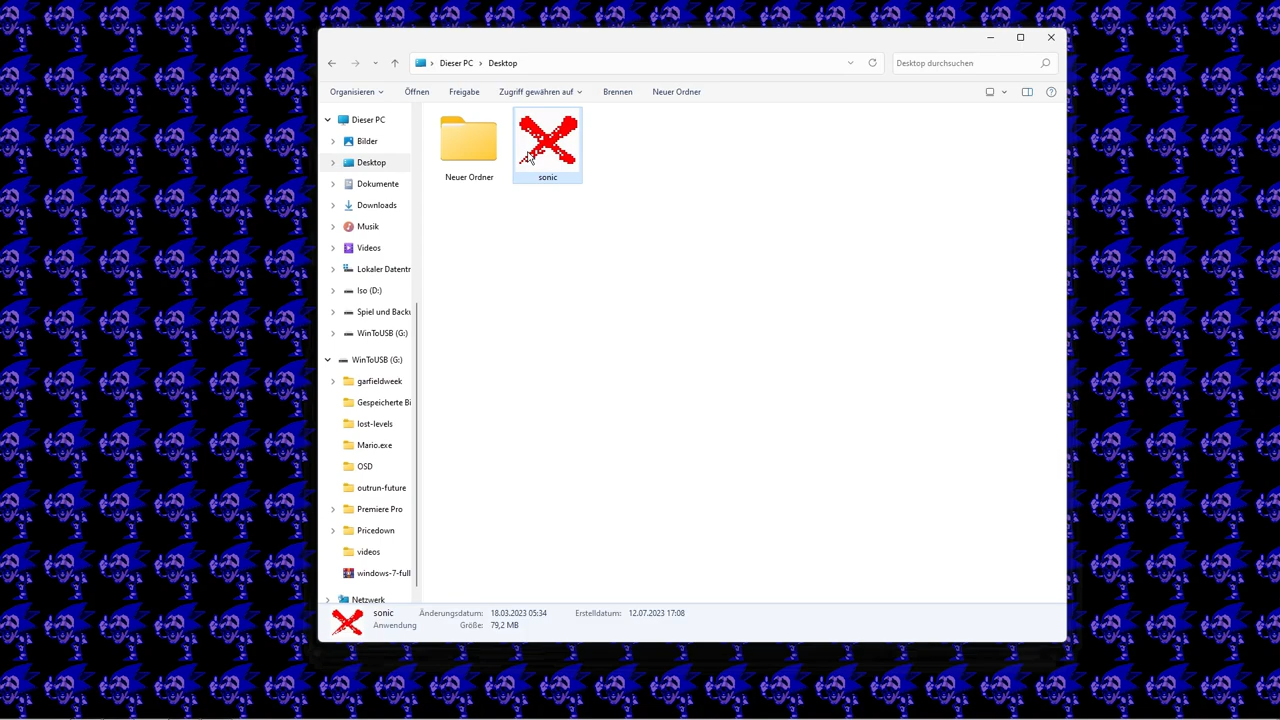 Dieser PC
Desktop
Desktop durchsuchen
Organisieren
Öffnen
Freigabe
Zugriff gewähren auf
Brennen
Neuer Ordner
Dieser PC
Bilder
Desktop
Dokumente
Downloads
Musik
Videos
Lokaler Datentr
Iso (D:)
Spiel und Backu
WinToUSB (G:)
WinToUSB (G:)
garfieldweek
Gespeicherte Bi
lost-levels
Mario.exe
OSD
outrun-future
Premiere Pro
Pricedown
videos
windows-7-full
Netzwerk
Neuer Ordner
sonic
sonic
Änderungsdatum: 18.03.2023 05:34
Erstelldatum: 12.07.2023 17:08
Anwendung
Größe: 79,2 MB